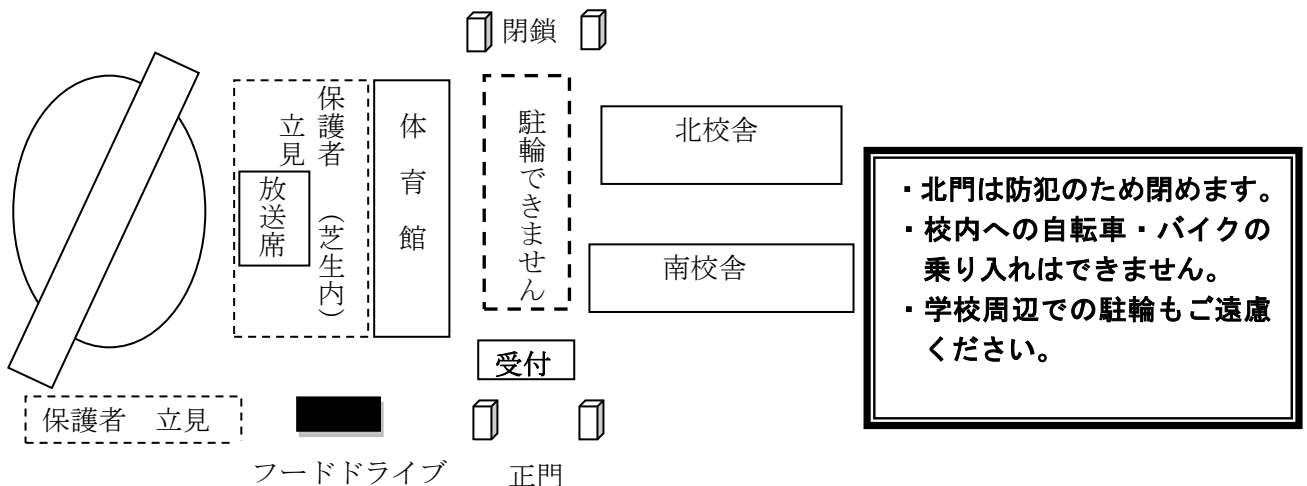 閉鎖
保護者
立見
(芝生内)
放送席
体育館
駐輪できません
北校舎
南校舎
受付
保護者 立見
フードドライブ
正門
・北門は防犯のため閉めます。
・校内への自転車・バイクの
乗り入れはできません。
・学校周辺での駐輪もご遠慮
ください。